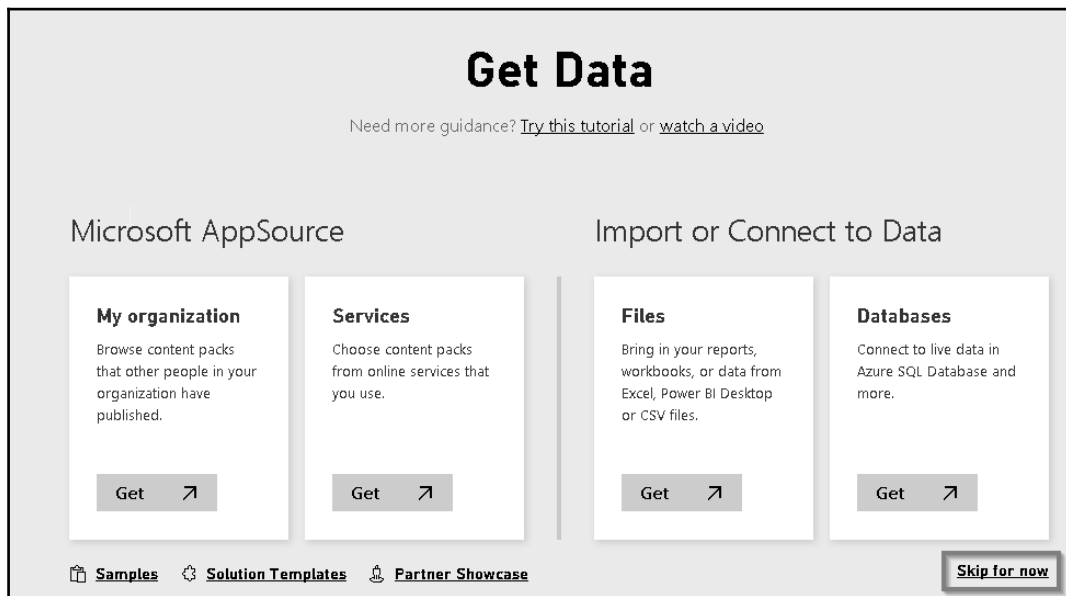 Get Data
Need more guidance? Try this tutorial or watch a video
Microsoft AppSource
Import or Connect to Data
My organization
Browse content packs
that other people in your
organization have
published.
Get
Services
Choose content packs
from online services that
you use.
Get
Files
Bring in your reports,
workbooks, or data from
Excel, Power BI Desktop
or CSV files.
Get
Databases
Connect to live data in
Azure SQL Database and
more.
Get
Samples
Solution Templates
Partner Showcase
Skip for now